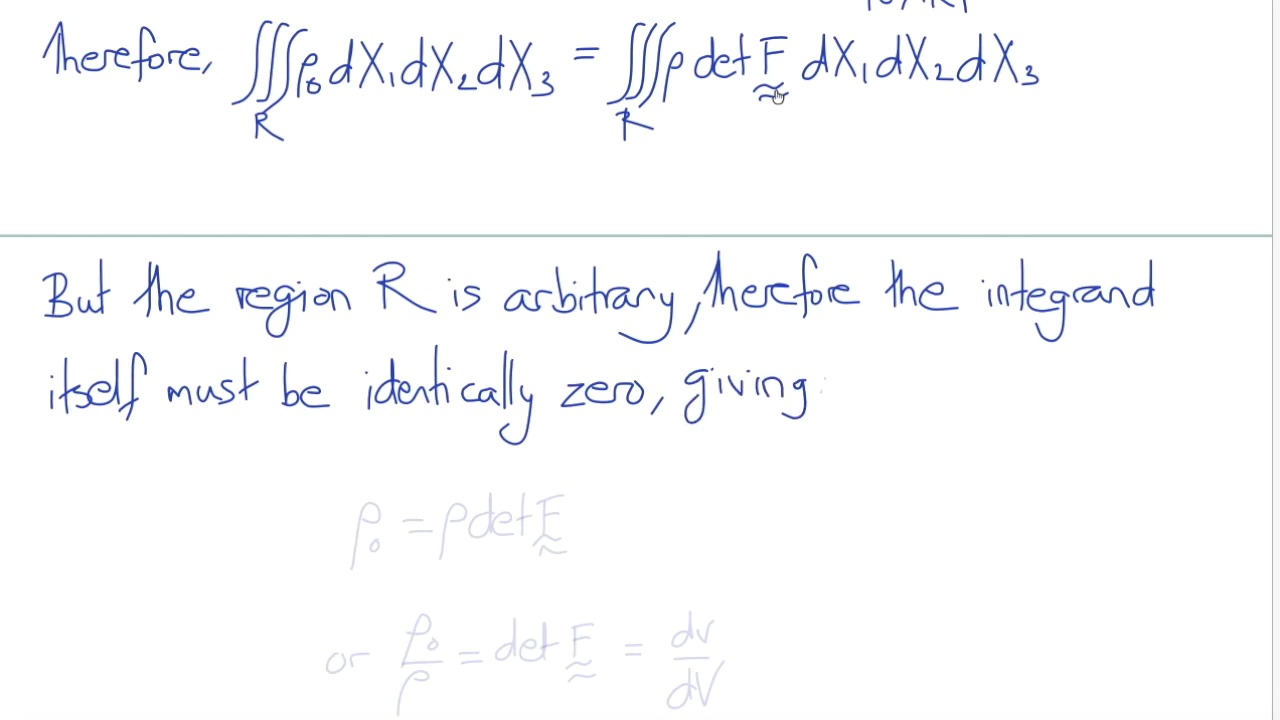 Therefore, ∭_R ρ₀ dX₁dX₂dX₃ = ∭_R ρ det F̰ dX₁dX₂dX₃
But the region R is arbitrary, therefore the integrand
itself must be identically zero, giving
ρ₀ = ρ det F̰
or ρ₀/ρ = det F̰ = dv/dV